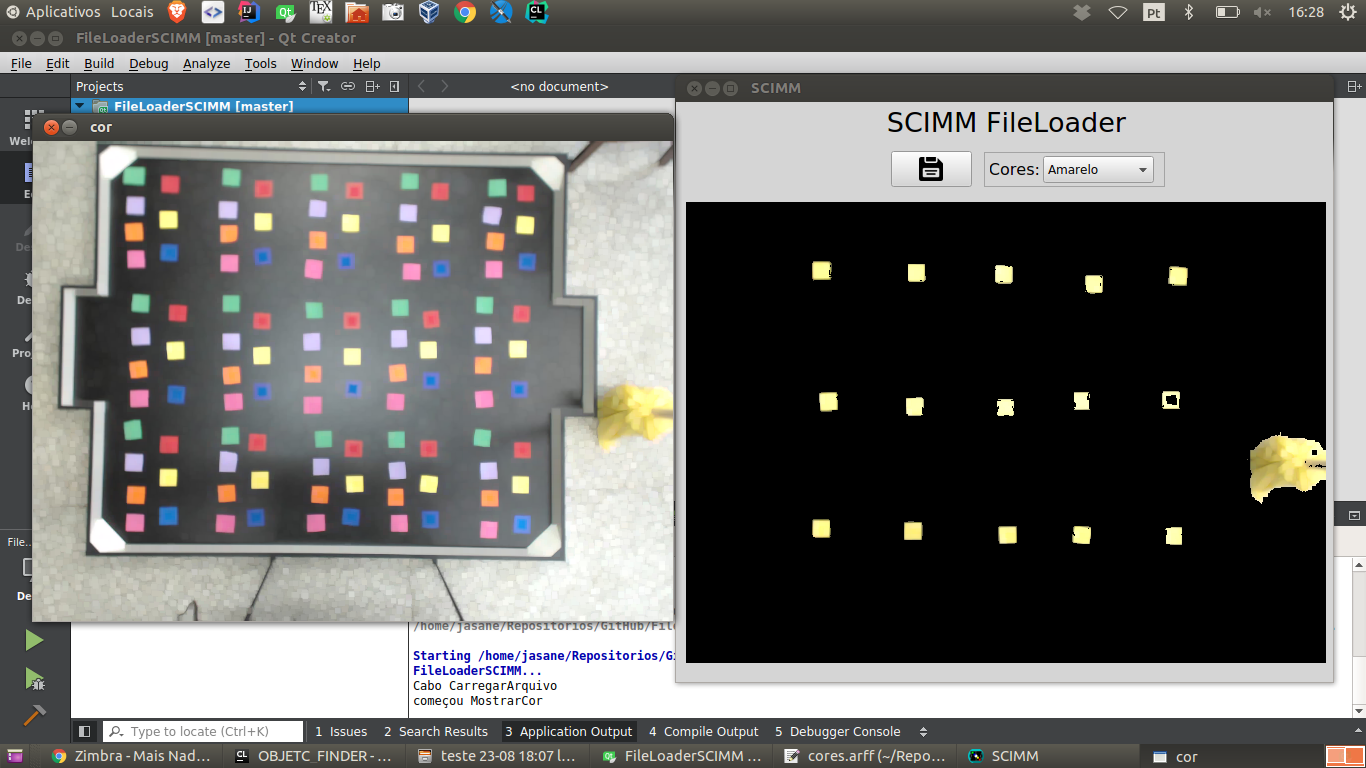 Aplicativos Locais
Pt
16:28
FileLoaderSCIMM [master] - Qt Creator
File Edit Build Debug Analyze Tools Window Help
Projects
<no document>
FileLoaderSCIMM [master]
SCIMM
cor
SCIMM FileLoader
Cores: Amarelo
File...
/home/jasane/Repositorios/GitHub/Fil
Starting /home/jasane/Repositorios/Gi
FileLoaderSCIMM...
Cabo CarregarArquivo
começou MostrarCor
Type to locate (Ctrl+K)
1 Issues
2 Search Results
3 Application Output
4 Compile Output
5 Debugger Console
Zimbra - Mais Nad...
OBJETC_FINDER - ...
teste 23-08 18:07 l...
FileLoaderSCIMM ...
cores.arff (~/Repo...
SCIMM
cor